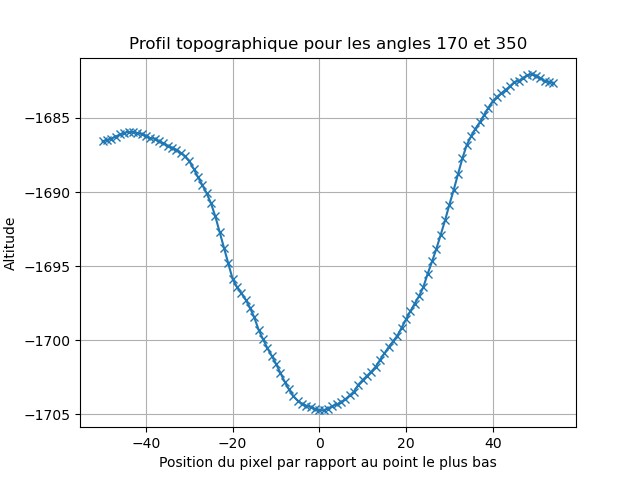 Profil topographique pour les angles 170 et 350
Altitude
−1685
−1690
−1695
−1700
−1705
−40 −20 0 20 40
Position du pixel par rapport au point le plus bas